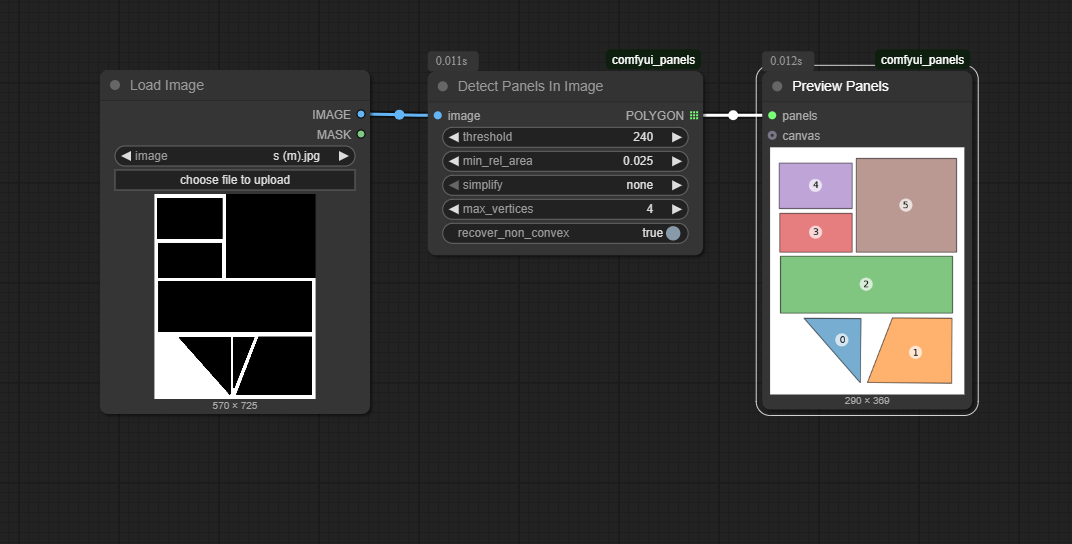 Load Image
IMAGE
MASK
image s (m).jpg
choose file to upload
570 × 725
0.011s comfyui_panels
Detect Panels In Image
image POLYGON
threshold 240
min_rel_area 0.025
simplify none
max_vertices 4
recover_non_convex true
0.012s comfyui_panels
Preview Panels
panels
canvas
4
5
3
2
0
1
290 × 369